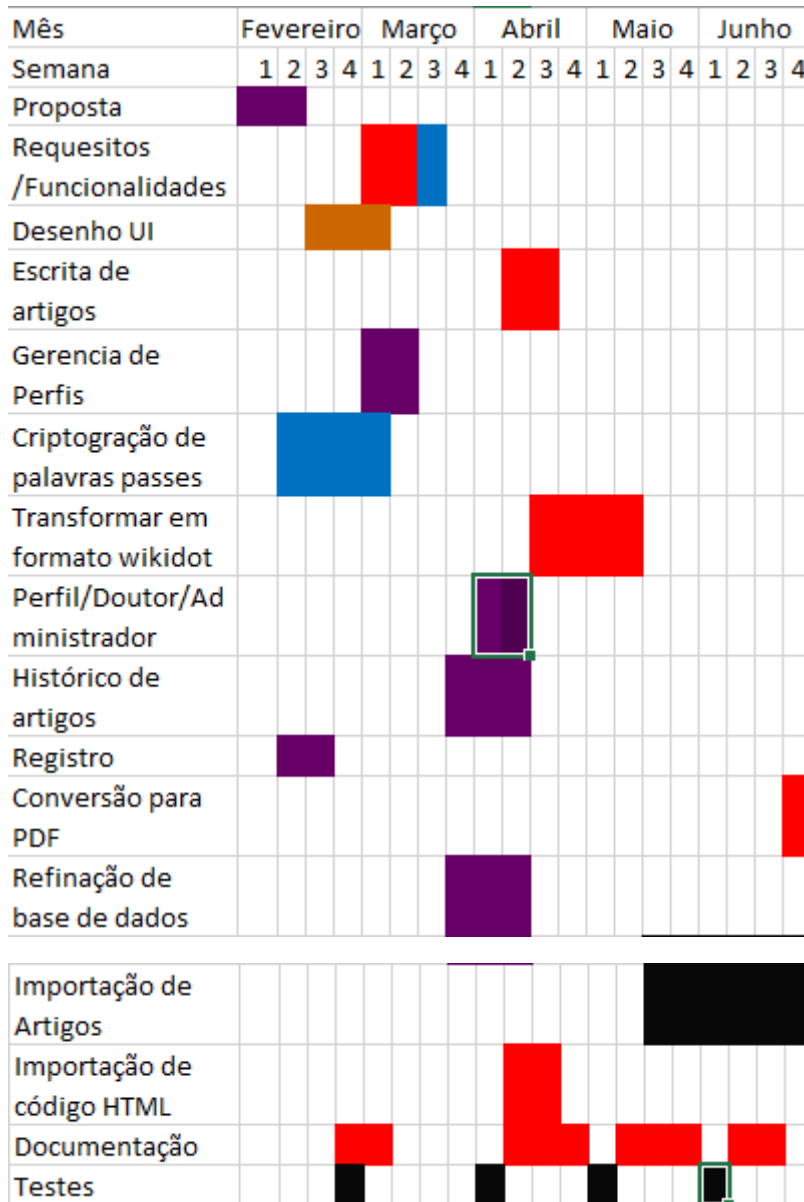 Mês Fevereiro Março Abril Maio Junho
Semana 1 2 3 4 1 2 3 4 1 2 3 4 1 2 3 4 1 2 3 4
Proposta
Requesitos
/Funcionalidades
Desenho UI
Escrita de
artigos
Gerencia de
Perfis
Criptogração de
palavras passes
Transformar em
formato wikidot
Perfil/Doutor/Ad
ministrador
Histórico de
artigos
Registro
Conversão para
PDF
Refinação de
base de dados
Importação de
Artigos
Importação de
código HTML
Documentação
Testes